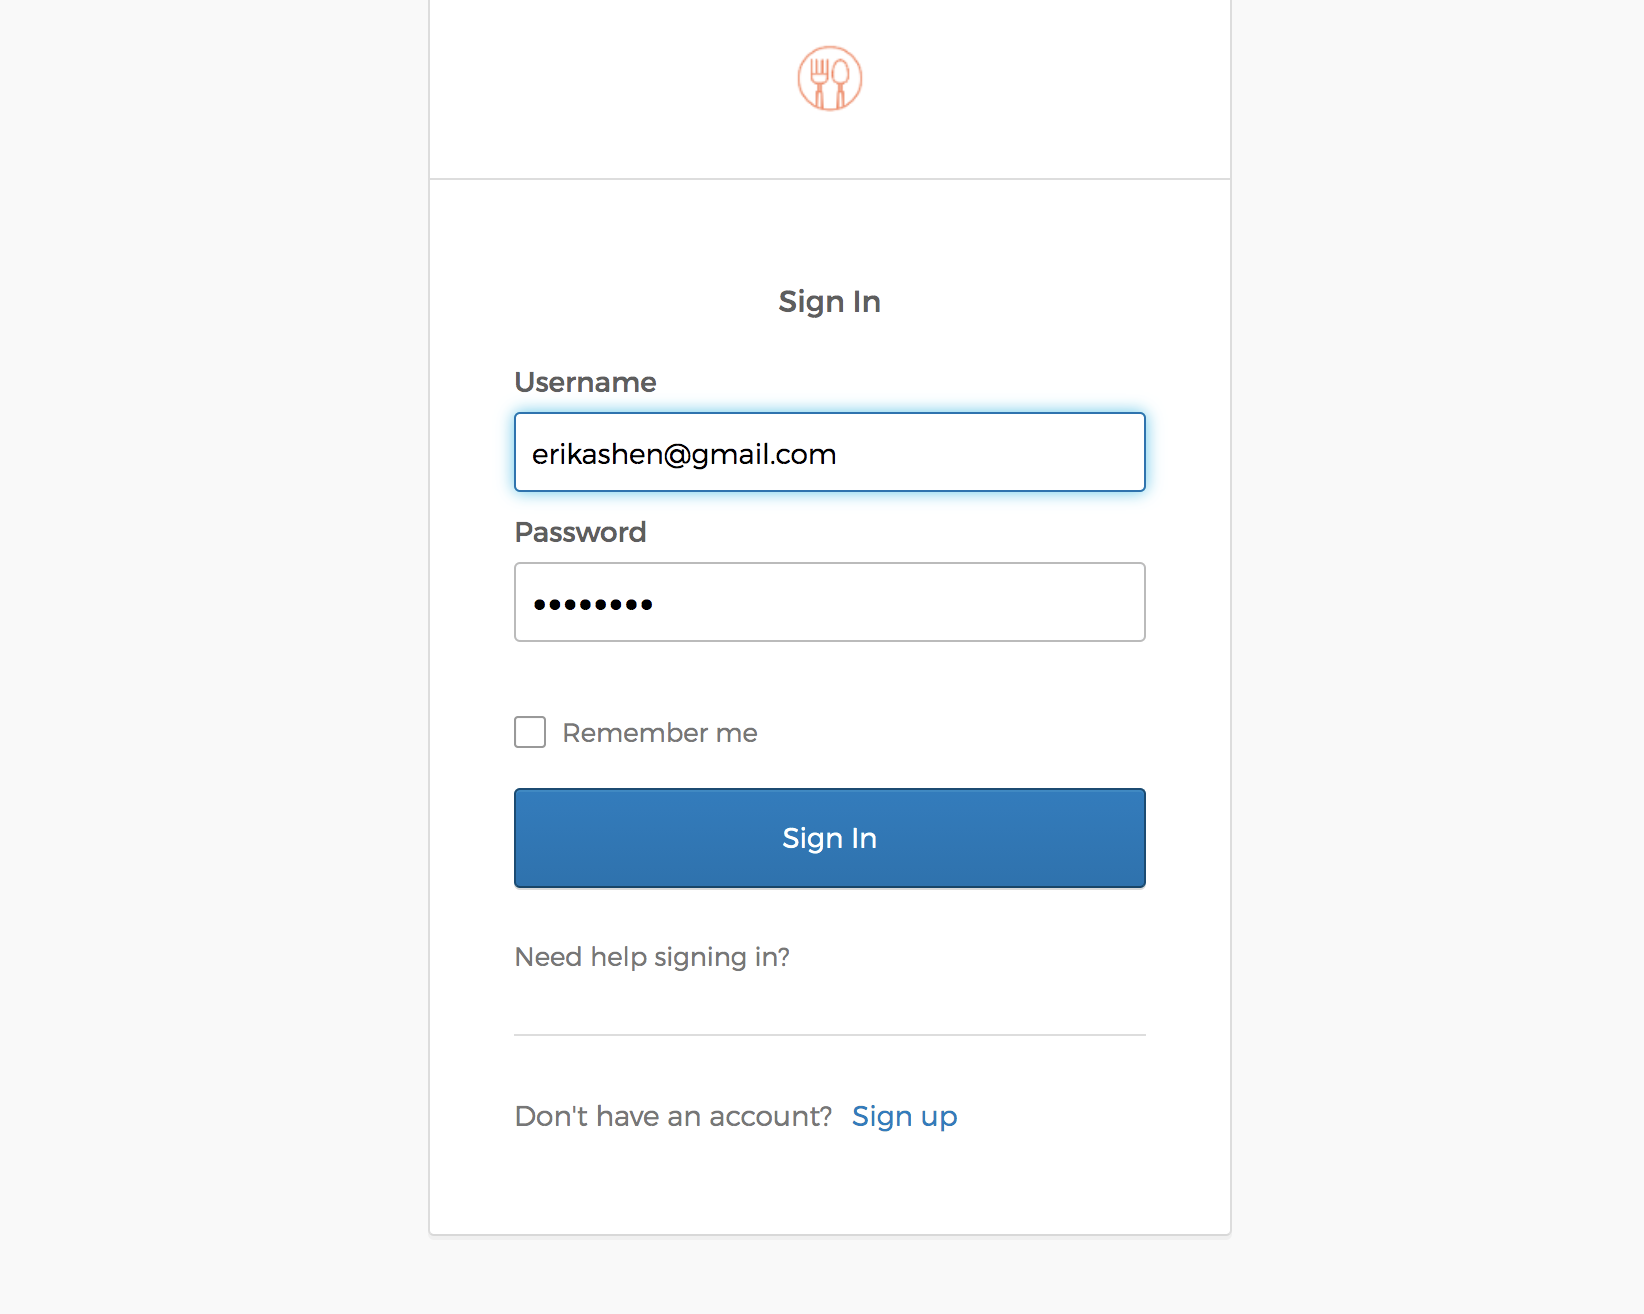 Sign In
Username
erikashen@gmail.com
Password
••••••••
Remember me
Sign In
Need help signing in?
Don't have an account? Sign up